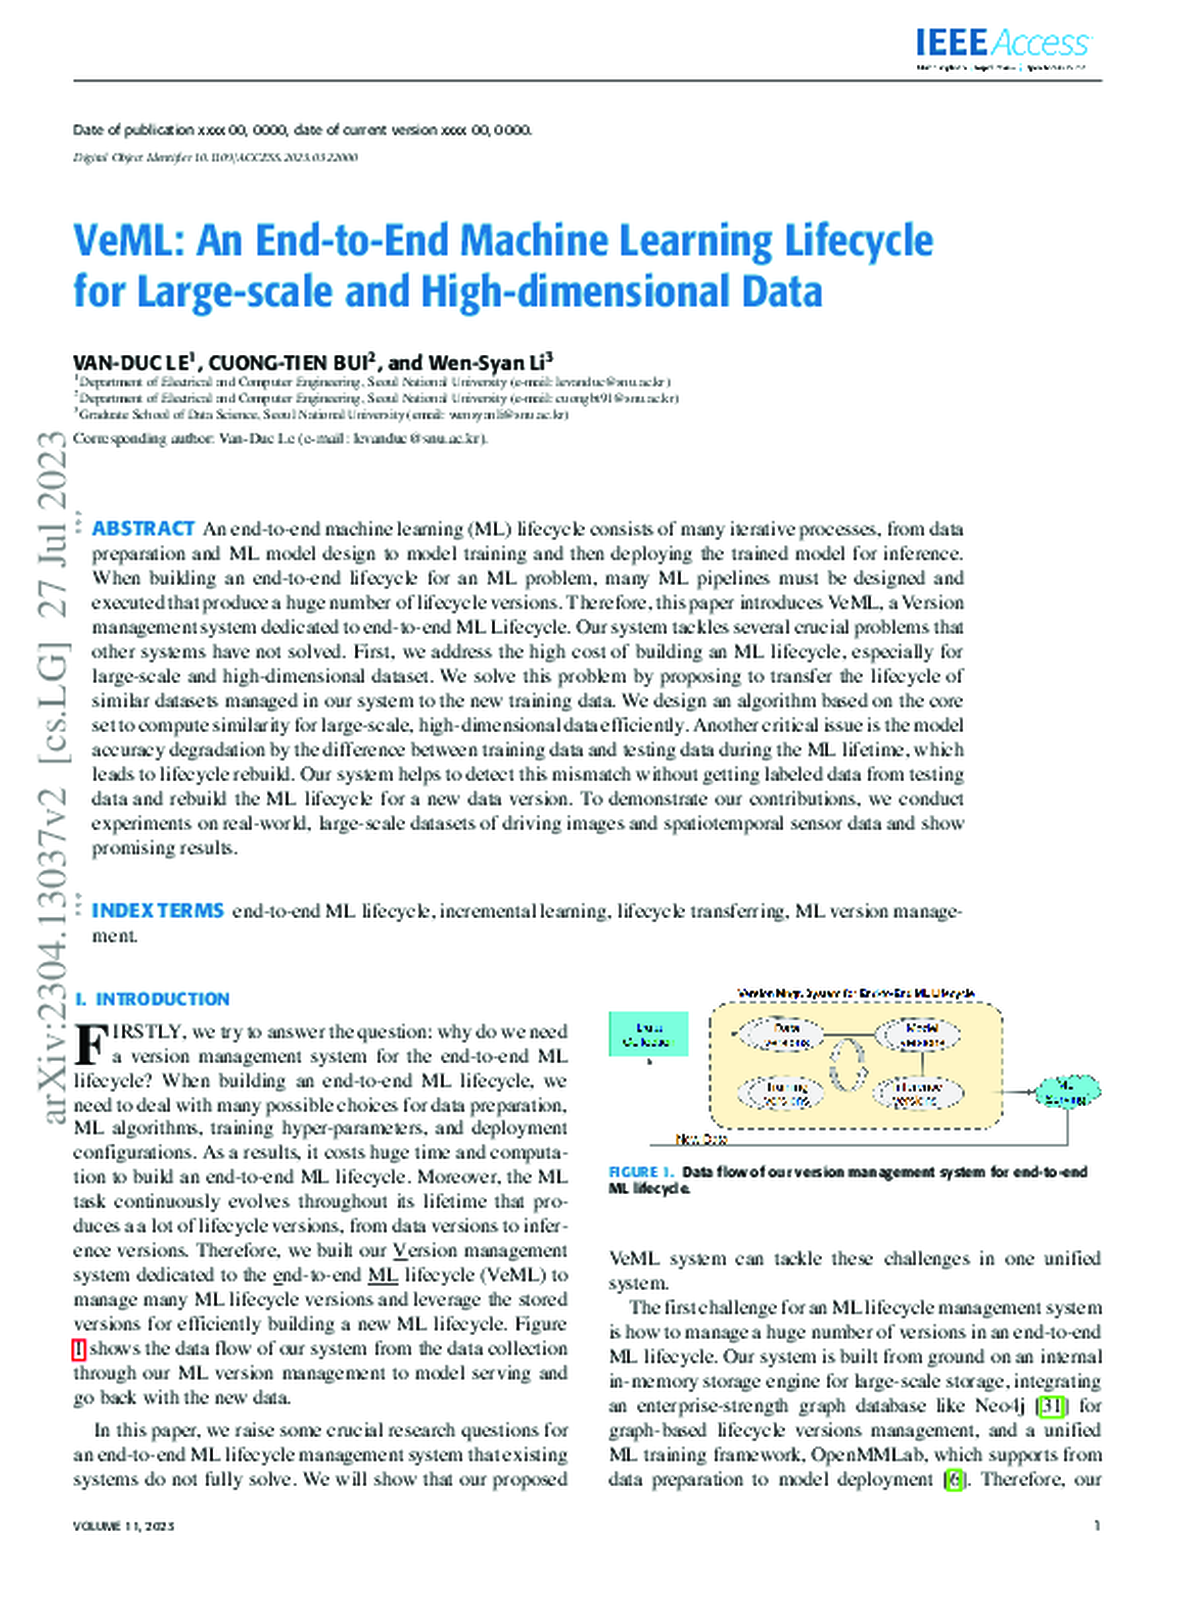 IEEE Access
Date of publication xxxx 00, 0000, date of current version xxxx 00, 0000.
Digital Object Identifier 10.1109/ACCESS.2023.0322000
VeML: An End-to-End Machine Learning Lifecycle
for Large-scale and High-dimensional Data
VAN-DUC LE1, CUONG-TIEN BUI2, and Wen-Syan Li3
1Department of Electrical and Computer Engineering, Seoul National University (e-mail: levanduc@snu.ac.kr)
2Department of Electrical and Computer Engineering, Seoul National University (e-mail: cuongbt91@snu.ac.kr)
3Graduate School of Data Science, Seoul National University (email: wensyanli@snu.ac.kr)
Corresponding author: Van-Duc Le (e-mail: levanduc@snu.ac.kr).
arXiv:2304.13037v2 [cs.LG] 27 Jul 2023
ABSTRACT An end-to-end machine learning (ML) lifecycle consists of many iterative processes, from data
preparation and ML model design to model training and then deploying the trained model for inference.
When building an end-to-end lifecycle for an ML problem, many ML pipelines must be designed and
executed that produce a huge number of lifecycle versions. Therefore, this paper introduces VeML, a Version
management system dedicated to end-to-end ML Lifecycle. Our system tackles several crucial problems that
other systems have not solved. First, we address the high cost of building an ML lifecycle, especially for
large-scale and high-dimensional dataset. We solve this problem by proposing to transfer the lifecycle of
similar datasets managed in our system to the new training data. We design an algorithm based on the core
set to compute similarity for large-scale, high-dimensional data efficiently. Another critical issue is the model
accuracy degradation by the difference between training data and testing data during the ML lifetime, which
leads to lifecycle rebuild. Our system helps to detect this mismatch without getting labeled data from testing
data and rebuild the ML lifecycle for a new data version. To demonstrate our contributions, we conduct
experiments on real-world, large-scale datasets of driving images and spatiotemporal sensor data and show
promising results.
INDEX TERMS end-to-end ML lifecycle, incremental learning, lifecycle transferring, ML version manage-
ment.
I. INTRODUCTION
FIRSTLY, we try to answer the question: why do we need
a version management system for the end-to-end ML
lifecycle? When building an end-to-end ML lifecycle, we
need to deal with many possible choices for data preparation,
ML algorithms, training hyper-parameters, and deployment
configurations. As a results, it costs huge time and computa-
tion to build an end-to-end ML lifecycle. Moreover, the ML
task continuously evolves throughout its lifetime that pro-
duces a a lot of lifecycle versions, from data versions to infer-
ence versions. Therefore, we built our Version management
system dedicated to the end-to-end ML lifecycle (VeML) to
manage many ML lifecycle versions and leverage the stored
versions for efficiently building a new ML lifecycle. Figure
1 shows the data flow of our system from the data collection
through our ML version management to model serving and
go back with the new data.
In this paper, we raise some crucial research questions for
an end-to-end ML lifecycle management system that existing
systems do not fully solve. We will show that our proposed
Version Mngt. System for End-to-End ML Lifecycle
Data
Collection
Data
Versions
Model
Versions
Training
Versions
Inference
Versions
ML
Serving
New Data
FIGURE 1. Data flow of our version management system for end-to-end
ML lifecycle.
VeML system can tackle these challenges in one unified
system.
The first challenge for an ML lifecycle management system
is how to manage a huge number of versions in an end-to-end
ML lifecycle. Our system is built from ground on an internal
in-memory storage engine for large-scale storage, integrating
an enterprise-strength graph database like Neo4j [31] for
graph-based lifecycle versions management, and a unified
ML training framework, OpenMMLab, which supports from
data preparation to model deployment [6]. Therefore, our
VOLUME 11, 2023
1